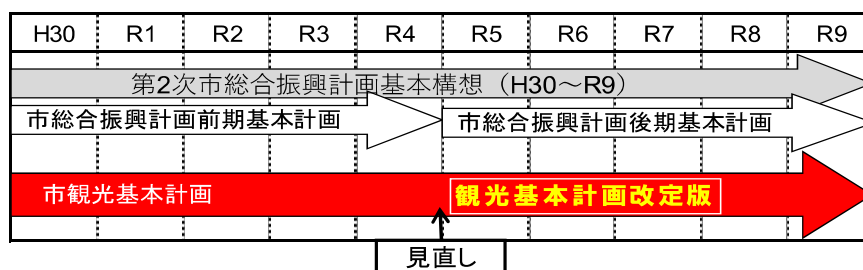 H30 R1 R2 R3 R4 R5 R6 R7 R8 R9
第2次市総合振興計画基本構想（H30～R9）
市総合振興計画前期基本計画 市総合振興計画後期基本計画
市観光基本計画 観光基本計画改定版
見直し